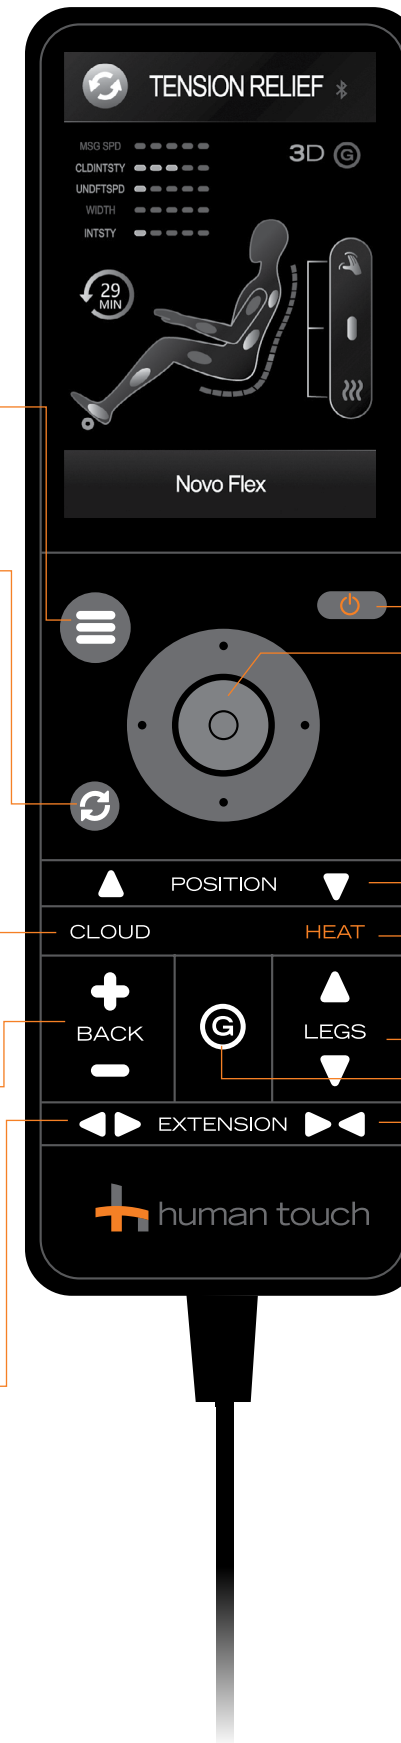 TENSION RELIEF
MSG SPD
3D G
CLDINTSTY
UNDFTSPD
WIDTH
INTSTY
29
MIN
Novo Flex
POSITION
CLOUD HEAT
BACK G LEGS
EXTENSION
human touch